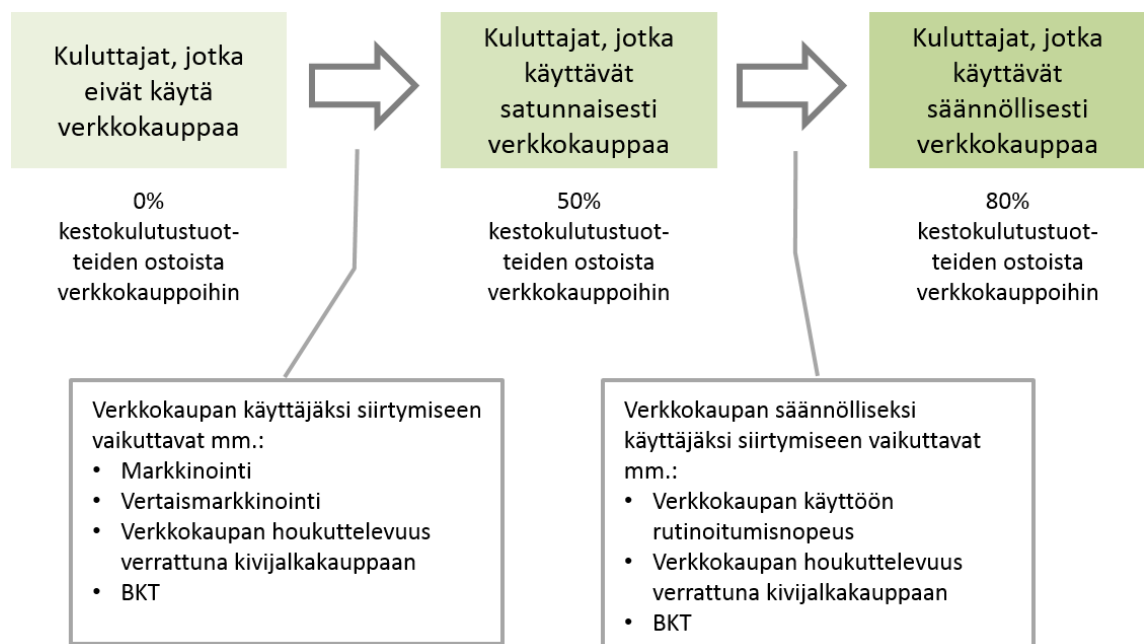 Kuluttajat, jotka
eivät käytä
verkkokauppaa
Kuluttajat, jotka
käyttävät
satunnaisesti
verkkokauppaa
Kuluttajat, jotka
käyttävät
säännöllisesti
verkkokauppaa
0%
kestokulutustuot-
teiden ostoista
verkkokauppoihin
50%
kestokulutustuot-
teiden ostoista
verkkokauppoihin
80%
kestokulutustuot-
teiden ostoista
verkkokauppoihin
Verkkokaupan käyttäjäksi siirtymiseen
vaikuttavat mm.:
• Markkinointi
• Vertaismarkkinointi
• Verkkokaupan houkuttelevuus
verrattuna kivijalkakauppaan
• BKT
Verkkokaupan säännölliseksi
käyttäjäksi siirtymiseen vaikuttavat
mm.:
• Verkkokaupan käyttöön
rutinoitumisnopeus
• Verkkokaupan houkuttelevuus
verrattuna kivijalkakauppaan
• BKT